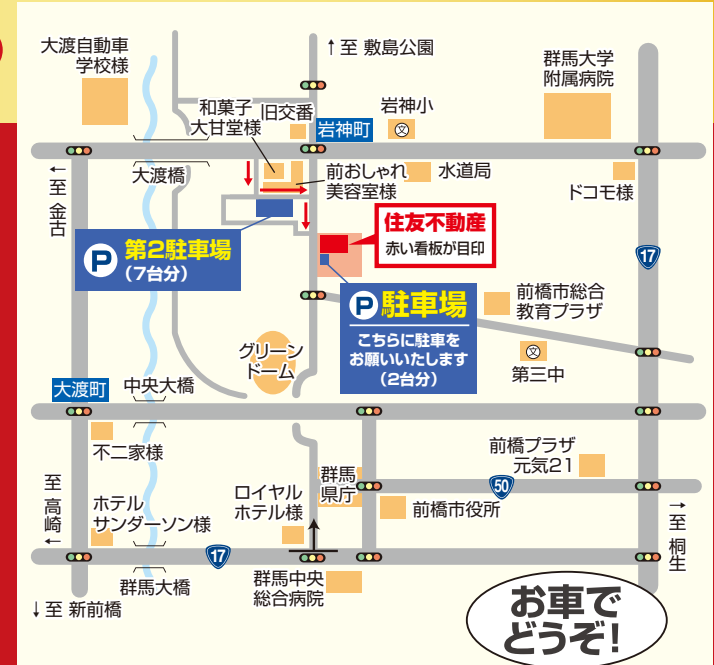 大渡自動車
学校様
↑至 敷島公園
群馬大学
附属病院
和菓子
大甘堂様
旧交番
岩神町
岩神小
文
大渡橋
前おしゃれ
美容室様
水道局
ドコモ様
←至 金古
住友不動産
赤い看板が目印
17
P 第2駐車場
(7台分)
P 駐車場
こちらに駐車を
お願いいたします
(2台分)
前橋市総合
教育プラザ
文
第三中
グリーン
ドーム
大渡町
中央大橋
不二家様
前橋プラザ
元気21
至 高崎←
ホテル
サンダーソン様
ロイヤル
ホテル様
群馬
県庁
50
前橋市役所
→至 桐生
17
群馬大橋
群馬中央
総合病院
↓至 新前橋
お車で
どうぞ!